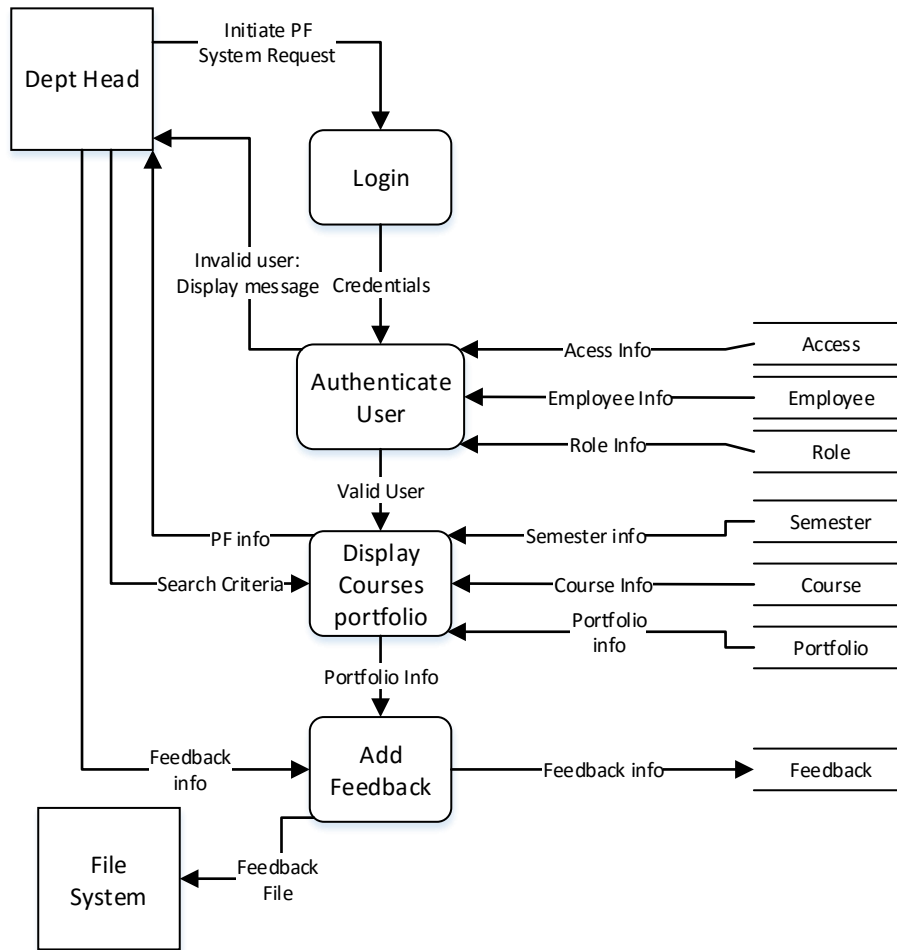 Initiate PF
System Request
Dept Head
Login
Invalid user:
Display message
Credentials
Acess Info
Access
Authenticate
User
Employee Info
Employee
Role Info
Role
Valid User
PF info
Display
Courses
portfolio
Semester info
Semester
Search Criteria
Course Info
Course
Portfolio
info
Portfolio
Portfolio Info
Feedback
info
Add
Feedback
Feedback info
Feedback
File
System
Feedback
File